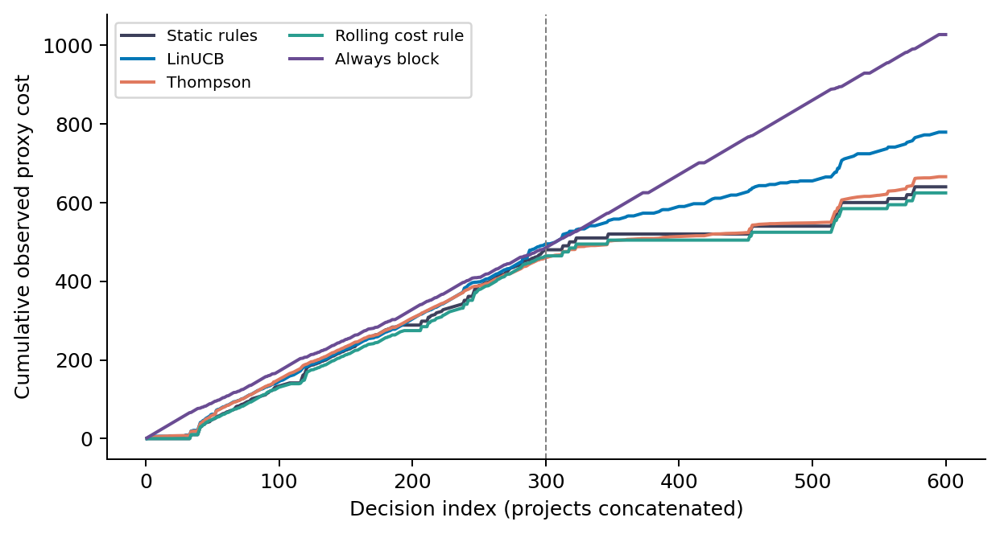 Static rules
LinUCB
Thompson
Rolling cost rule
Always block
Cumulative observed proxy cost
1000
800
600
400
200
0
0 100 200 300 400 500 600
Decision index (projects concatenated)